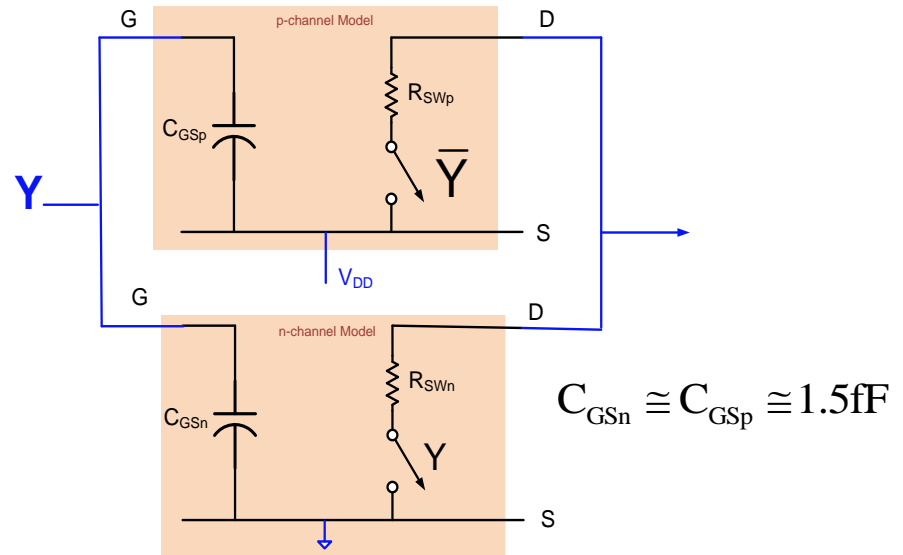 G
p-channel Model
D
R_SWp
C_GSp
Y̅
Y
S
V_DD
G
n-channel Model
D
R_SWn
C_GSn
Y
C_GSn ≅ C_GSp ≅ 1.5fF
S